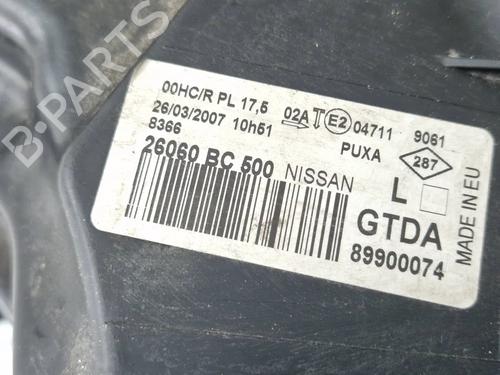 00HC/R PL 17,5 02A E2 04711 9061
26/03/2007 10h51 PUXA 287
8366
26060 BC 500 NISSAN L
GTDA
89900074
MADE IN EU
B-PARTS